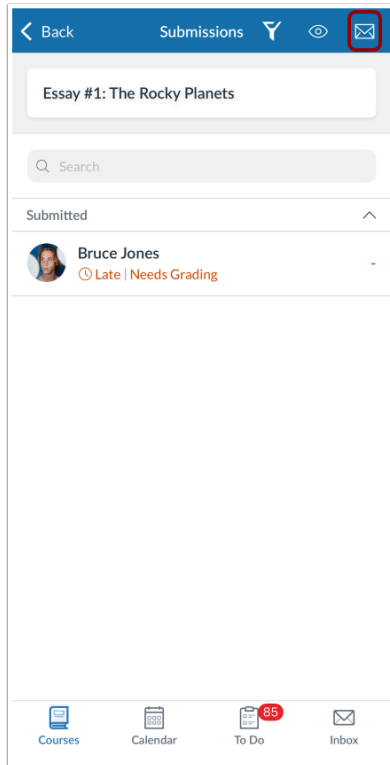 Back Submissions
Essay #1: The Rocky Planets
Search
Submitted
Bruce Jones
Late | Needs Grading
-
85
Courses Calendar To Do Inbox